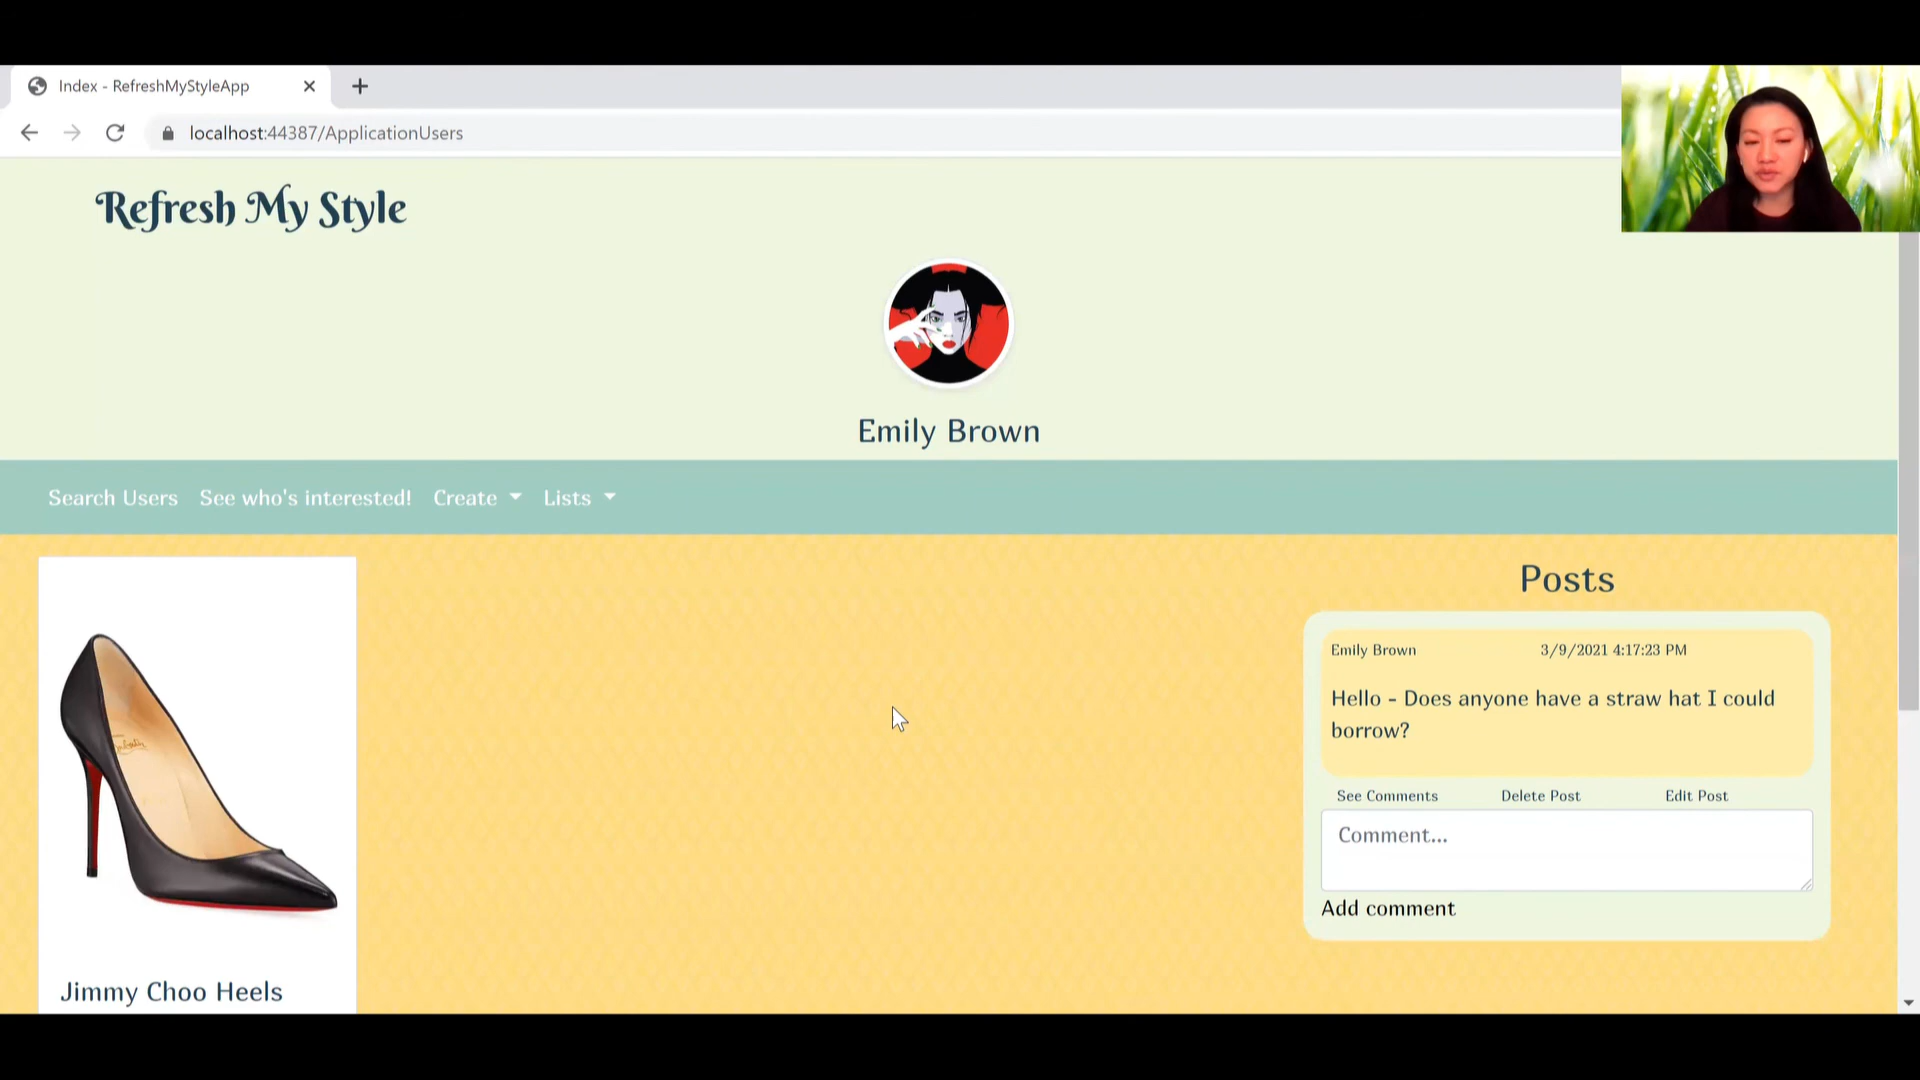 Index - RefreshMyStyleApp
localhost:44387/ApplicationUsers
Refresh My Style
Emily Brown
Search Users See who's interested! Create Lists
Posts
Emily Brown 3/9/2021 4:17:23 PM
Hello - Does anyone have a straw hat I could
borrow?
See Comments Delete Post Edit Post
Comment...
Add comment
Jimmy Choo Heels